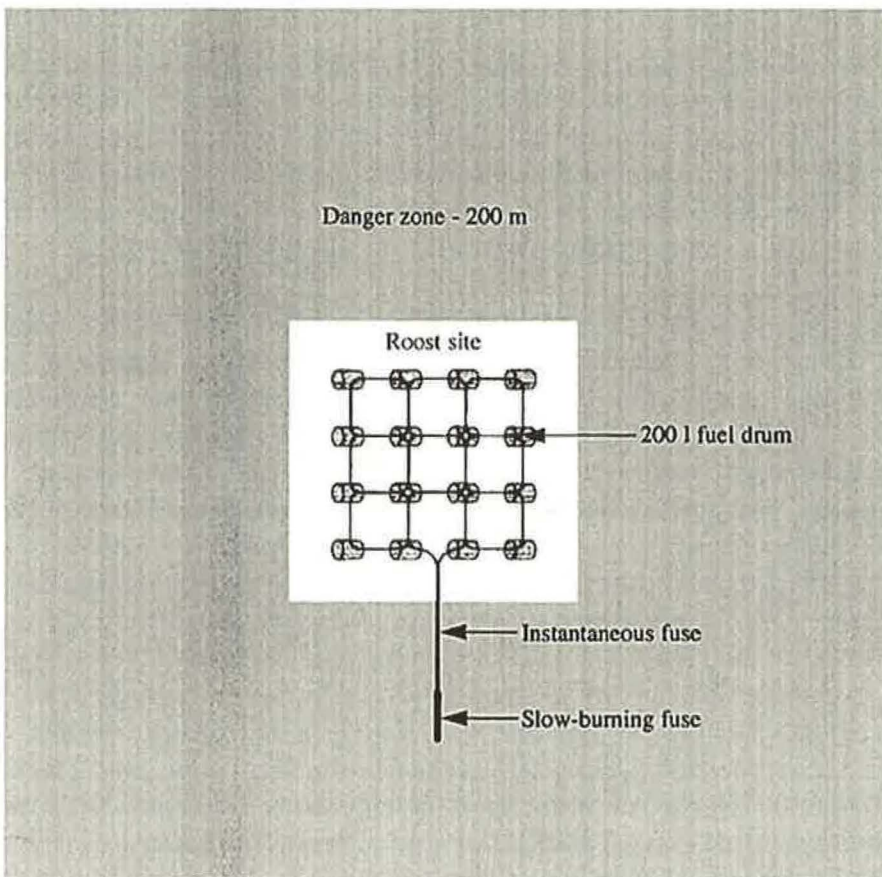 Danger zone - 200 m
Roost site
200 l fuel drum
Instantaneous fuse
Slow-burning fuse